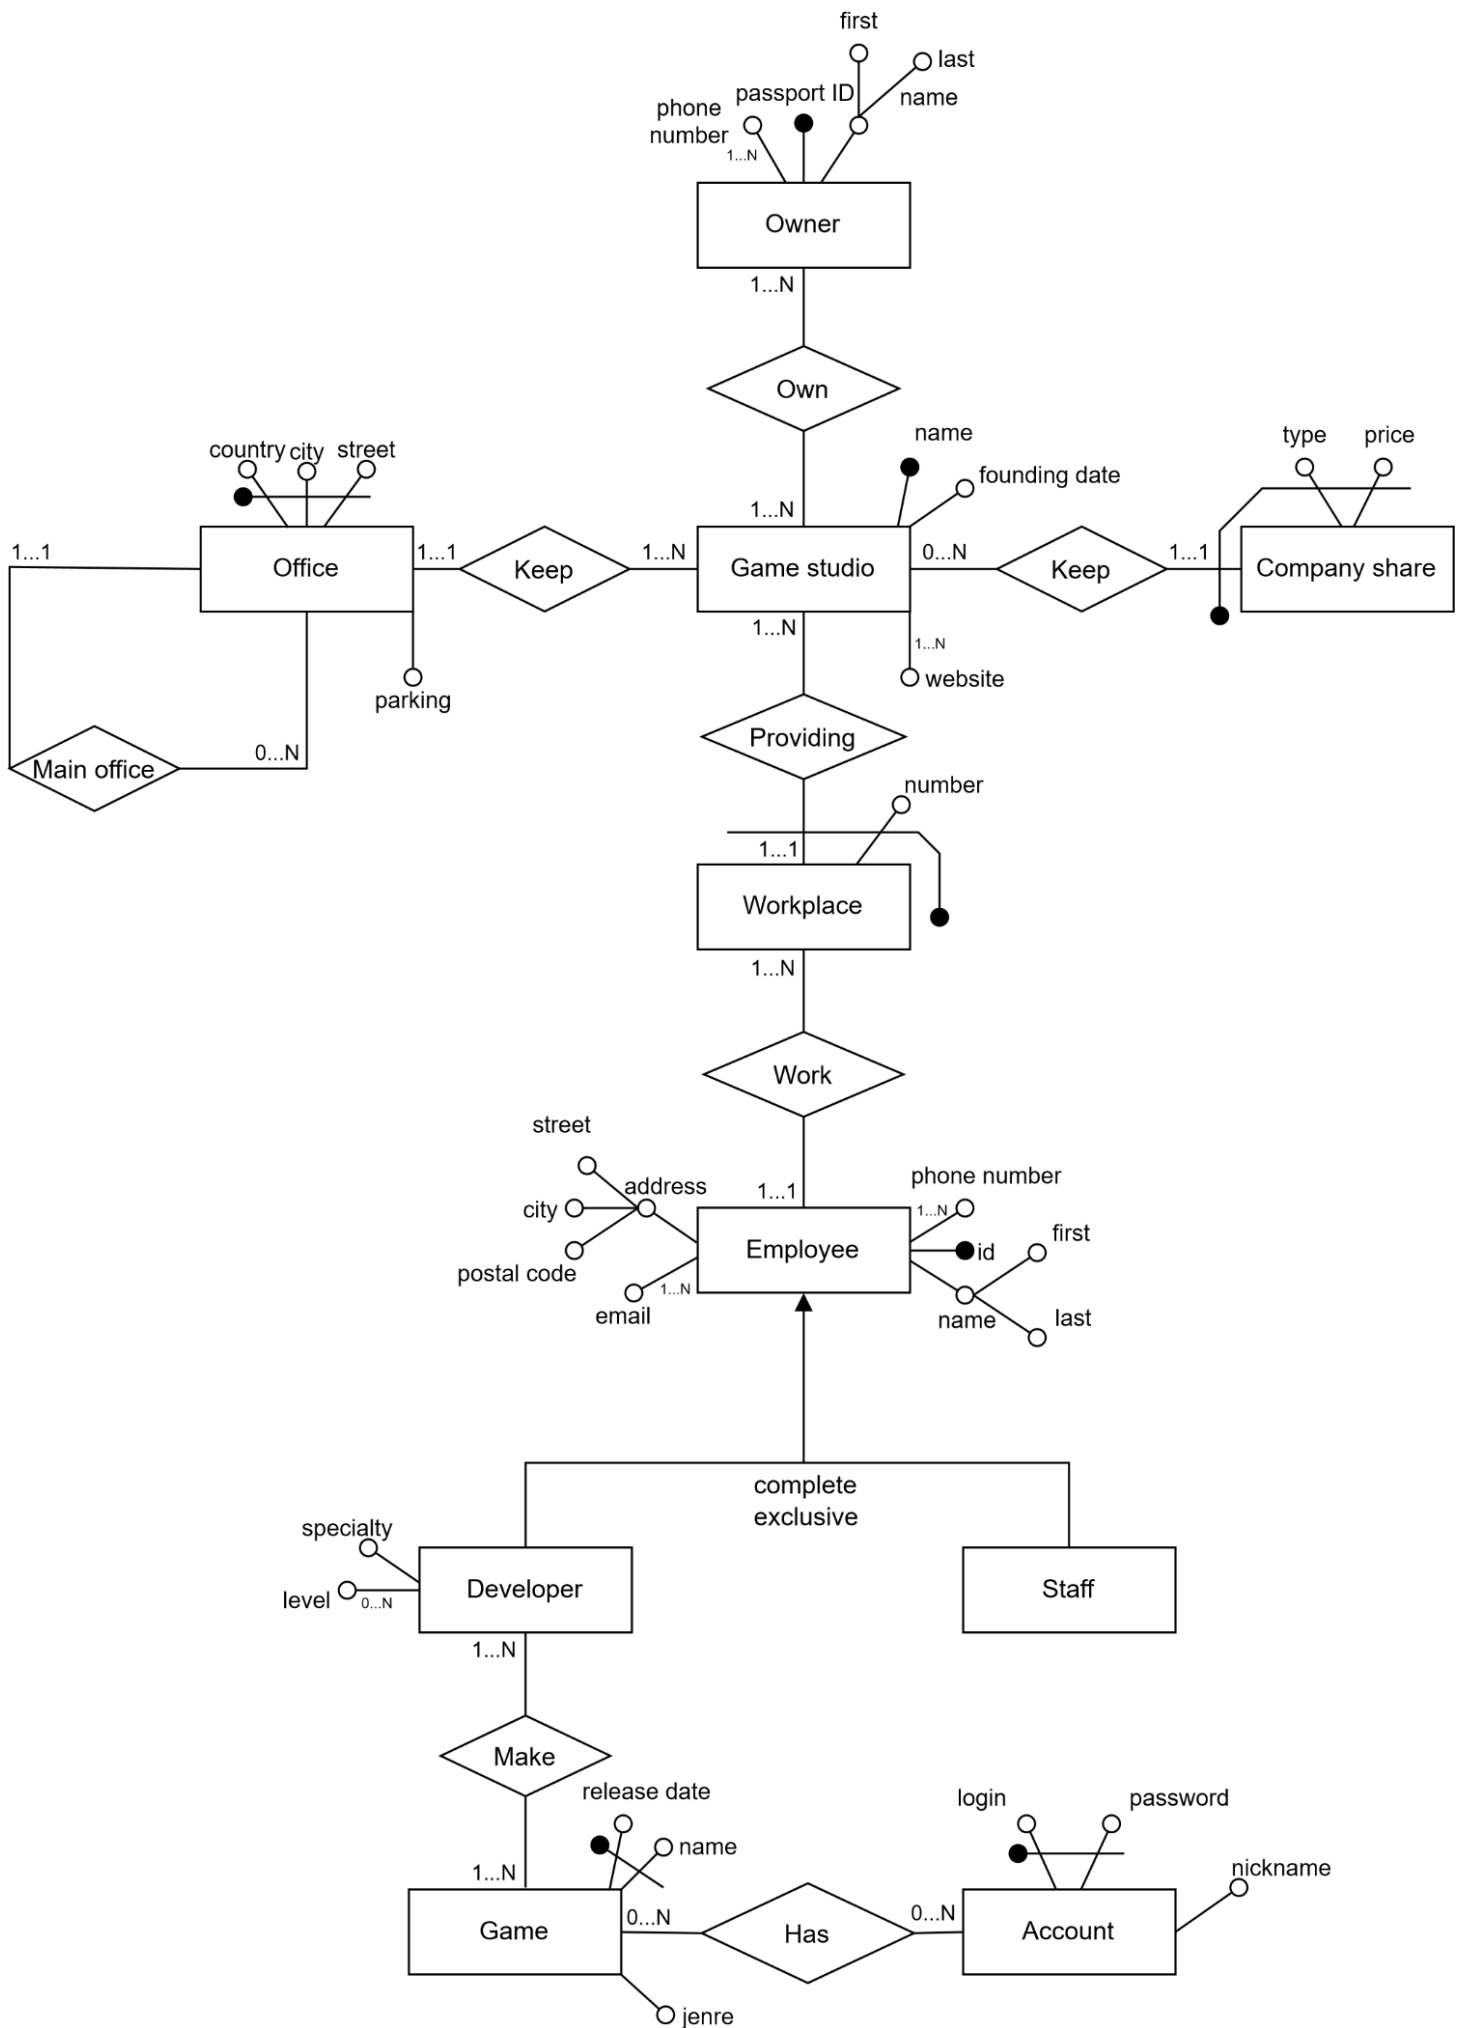 first
last
name
passport ID
phone
number
1...N
Owner
1...N
Own
1...N
name
founding date
type
price
country
city
street
1...1
Office
1...1
Keep
1...N
Game studio
0...N
Keep
1...1
Company share
1...N
1...N
website
parking
Main office
0...N
Providing
number
1...1
Workplace
1...N
Work
street
address
city
postal code
email
1...N
1...1
Employee
phone number
1...N
id
first
name
last
complete
exclusive
specialty
level
0...N
Developer
Staff
1...N
Make
release date
name
1...N
Game
0...N
Has
0...N
login
password
nickname
Account
jenre